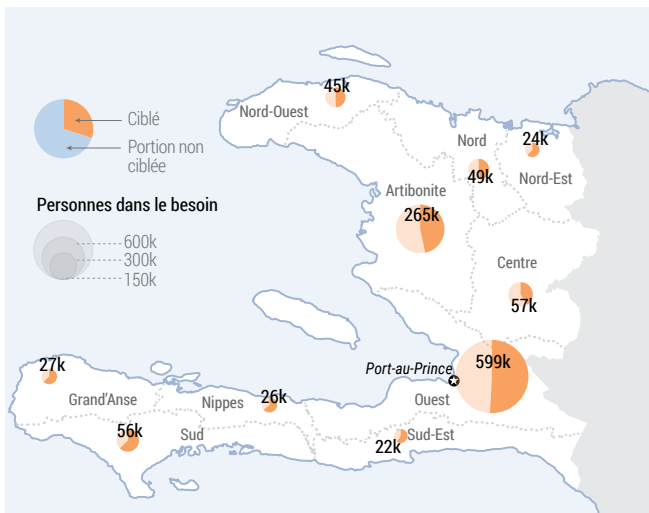 45k
Nord-Ouest
Ciblé
Portion non
ciblée
Nord
24k
49k
Nord-Est
Artibonite
265k
Personnes dans le besoin
600k
300k
150k
Centre
57k
Port-au-Prince
599k
27k
Grand'Anse
Nippes
26k
Ouest
56k
Sud
22k
Sud-Est